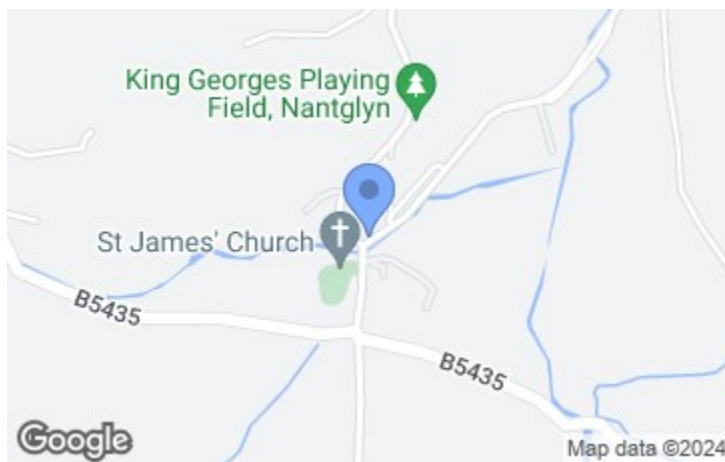 King Georges Playing
Field, Nantglyn
St James' Church
B5435
B5435
Google
Map data ©2024